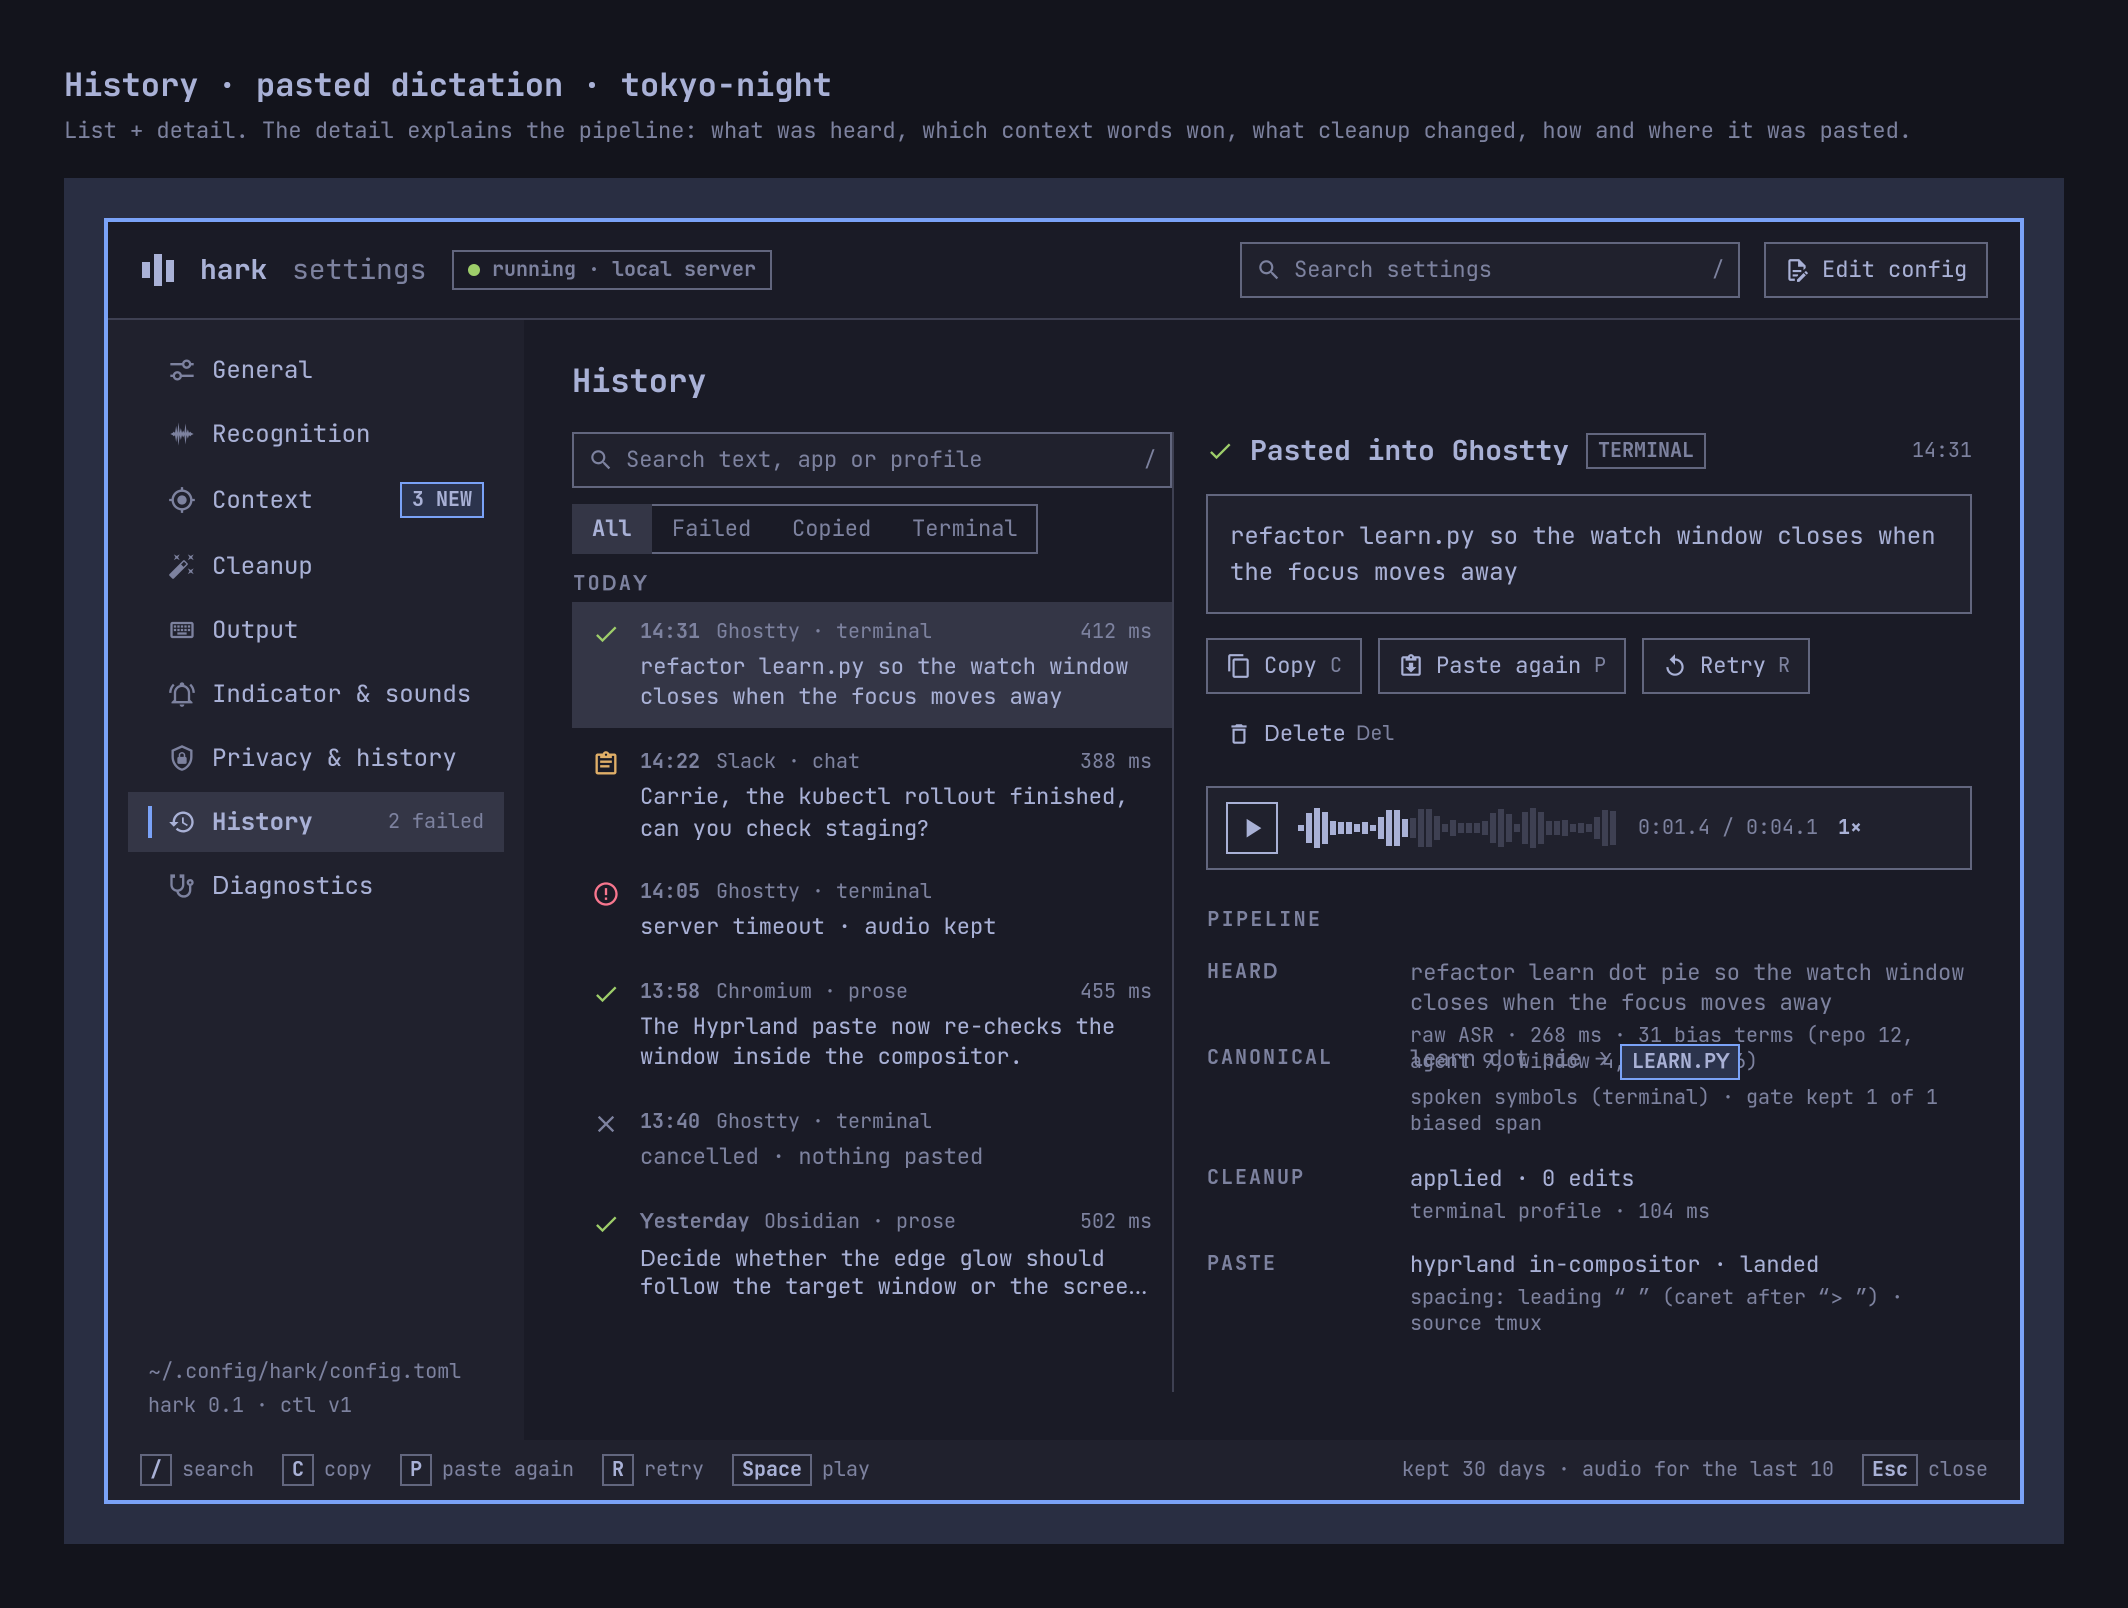 History · pasted dictation · tokyo-night
List + detail. The detail explains the pipeline: what was heard, which context words won, what cleanup changed, how and where it was pasted.
hark settings
running · local server
Search settings /
Edit config
General
Recognition
Context 3 NEW
Cleanup
Output
Indicator & sounds
Privacy & history
History 2 failed
Diagnostics
~/.config/hark/config.toml
hark 0.1 · ctl v1
History
Search text, app or profile /
All Failed Copied Terminal
TODAY
14:31 Ghostty · terminal 412 ms
refactor learn.py so the watch window
closes when the focus moves away
14:22 Slack · chat 388 ms
Carrie, the kubectl rollout finished,
can you check staging?
14:05 Ghostty · terminal
server timeout · audio kept
13:58 Chromium · prose 455 ms
The Hyprland paste now re-checks the
window inside the compositor.
13:40 Ghostty · terminal
cancelled · nothing pasted
Yesterday Obsidian · prose 502 ms
Decide whether the edge glow should
follow the target window or the scree…
Pasted into Ghostty TERMINAL 14:31
refactor learn.py so the watch window closes when
the focus moves away
Copy C
Paste again P
Retry R
Delete Del
0:01.4 / 0:04.1 1×
PIPELINE
HEARD
refactor learn dot pie so the watch window
closes when the focus moves away
raw ASR · 268 ms · 31 bias terms (repo 12,
agent 9, window 4,
CANONICAL
learn dot pie → LEARN.PY
spoken symbols (terminal) · gate kept 1 of 1
biased span
CLEANUP
applied · 0 edits
terminal profile · 104 ms
PASTE
hyprland in-compositor · landed
spacing: leading “ ” (caret after “> ”) ·
source tmux
/ search C copy P paste again R retry Space play
kept 30 days · audio for the last 10 Esc close